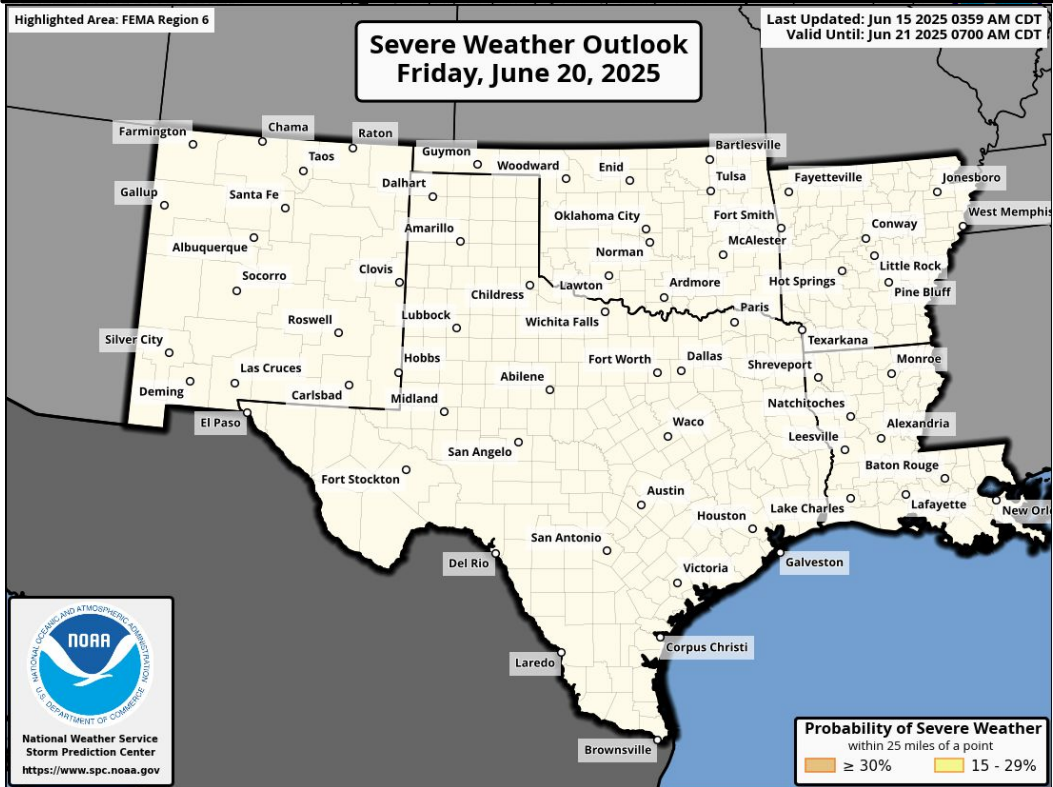 Highlighted Area: FEMA Region 6
Severe Weather Outlook
Friday, June 20, 2025
Last Updated: Jun 15 2025 0359 AM CDT
Valid Until: Jun 21 2025 0700 AM CDT
Farmington
Chama
Raton
Taos
Guymon
Woodward
Enid
Bartlesville
Tulsa
Fayetteville
Jonesboro
Gallup
Santa Fe
Dalhart
Oklahoma City
Fort Smith
Conway
West Memphis
Albuquerque
Amarillo
Norman
McAlester
Little Rock
Socorro
Clovis
Childress
Lawton
Ardmore
Hot Springs
Pine Bluff
Roswell
Lubbock
Wichita Falls
Paris
Texarkana
Silver City
Las Cruces
Hobbs
Fort Worth
Dallas
Shreveport
Monroe
Deming
Carlsbad
Midland
Abilene
Natchitoches
El Paso
San Angelo
Waco
Leesville
Alexandria
Fort Stockton
Baton Rouge
Austin
Houston
Lake Charles
Lafayette
New Orl
San Antonio
Del Rio
Victoria
Galveston
Corpus Christi
Laredo
Brownsville
NATIONAL OCEANIC AND ATMOSPHERIC ADMINISTRATION
NOAA
U.S. DEPARTMENT OF COMMERCE
National Weather Service
Storm Prediction Center
https://www.spc.noaa.gov
Probability of Severe Weather
within 25 miles of a point
≥ 30%
15 - 29%